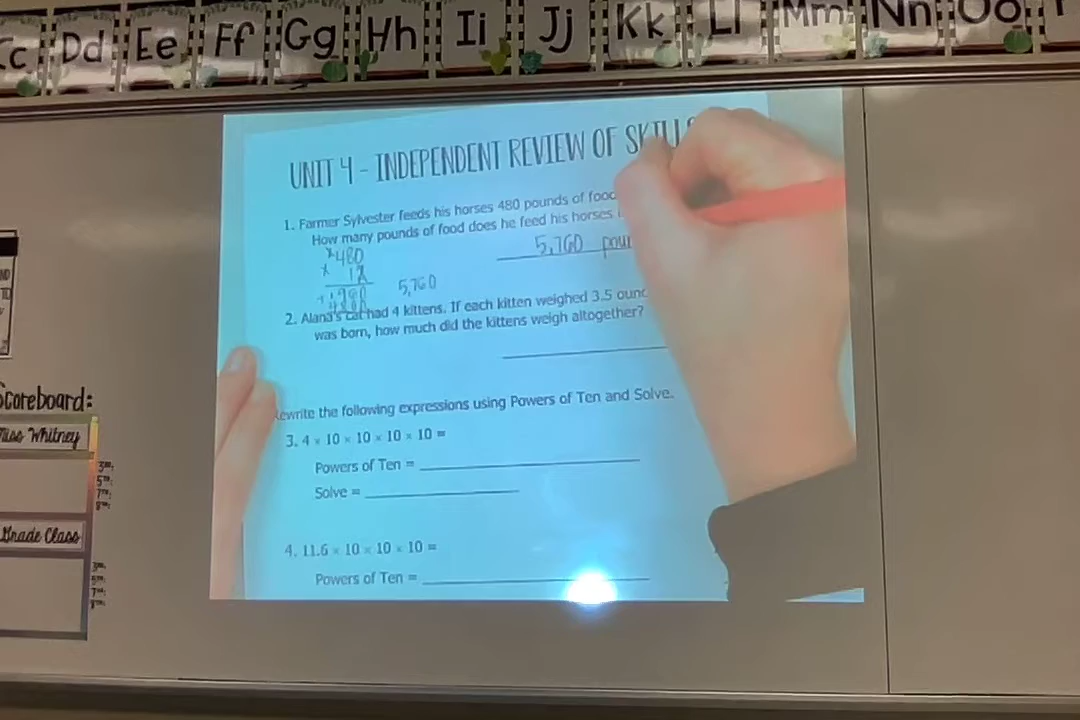 Dd Ee Ff Gg Hh Ii Jj Kk Ll Mm Nn Oo
UNIT 4 - INDEPENDENT REVIEW OF
1. Farmer Sylvester feeds his horses 480 pounds of food
How many pounds of food does he feed his horses
5,760
480
x 12
5,760
2. Alana's cat had 4 kittens. If each kitten weighed 3.5
was born, how much did the kittens weigh altogether?
the following expressions using Powers of Ten and Solve.
3. 4 × 10 × 10 × 10 × 10 =
Powers of Ten =
Solve =
4. 11.6 × 10 × 10 × 10 =
Powers of Ten =
Scoreboard:
Miss Whitney
Grade Class